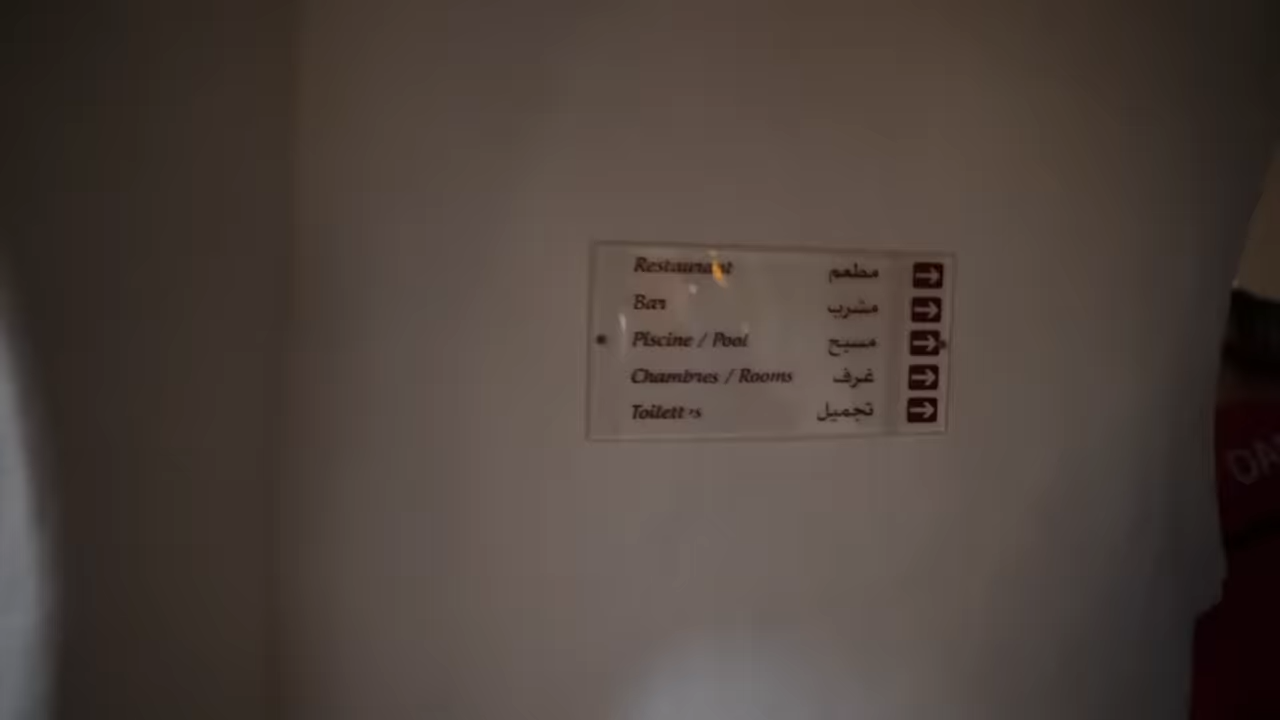 Restaurant مطعم
Bar مشرب
Piscine / Pool مسبح
Chambres / Rooms غرف
Toilettes تجميل